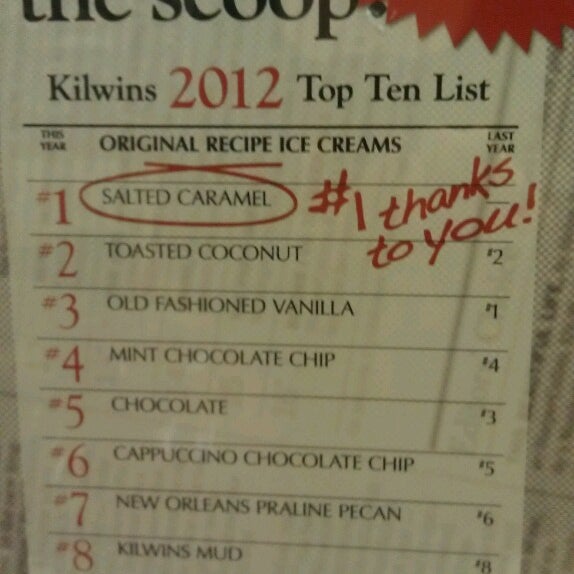 the scoop!
Kilwins 2012 Top Ten List
THIS YEAR ORIGINAL RECIPE ICE CREAMS LAST YEAR
#1 SALTED CARAMEL #1 thanks to you!
#2 TOASTED COCONUT #2
#3 OLD FASHIONED VANILLA #1
#4 MINT CHOCOLATE CHIP #4
#5 CHOCOLATE #3
#6 CAPPUCCINO CHOCOLATE CHIP #5
#7 NEW ORLEANS PRALINE PECAN #6
#8 KILWINS MUD #8